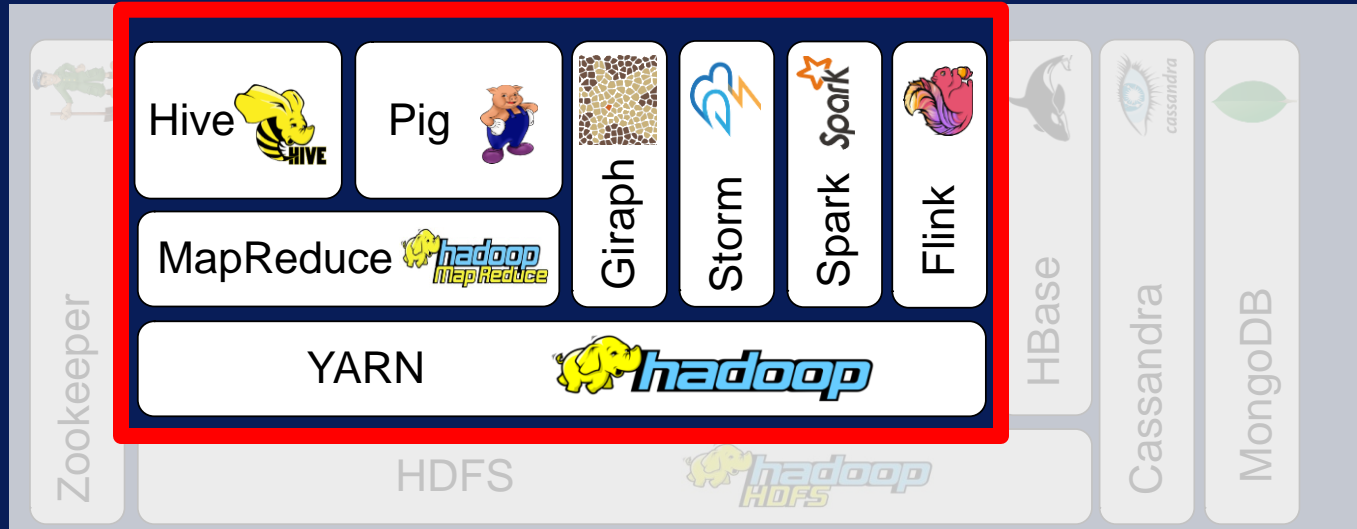 Zookeeper
Hive
HIVE
Pig
Giraph
Storm
Spark
Spark
Flink
HBase
cassandra
Cassandra
MongoDB
MapReduce
hadoop
Map Reduce
YARN
hadoop
HDFS
hadoop
HDFS